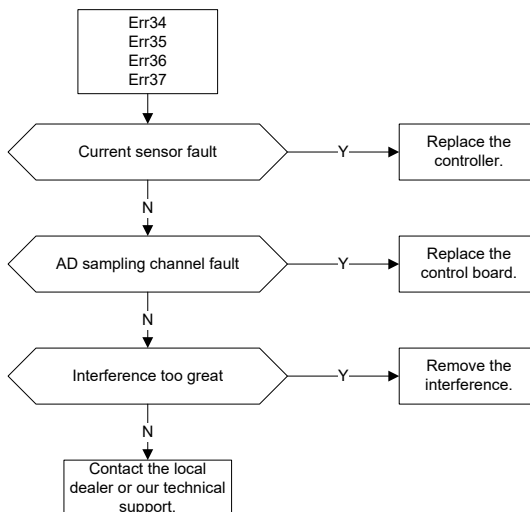 Err34
Err35
Err36
Err37
Current sensor fault
Y
Replace the
controller.
N
AD sampling channel fault
Y
Replace the
control board.
N
Interference too great
Y
Remove the
interference.
N
Contact the local
dealer or our technical
support.